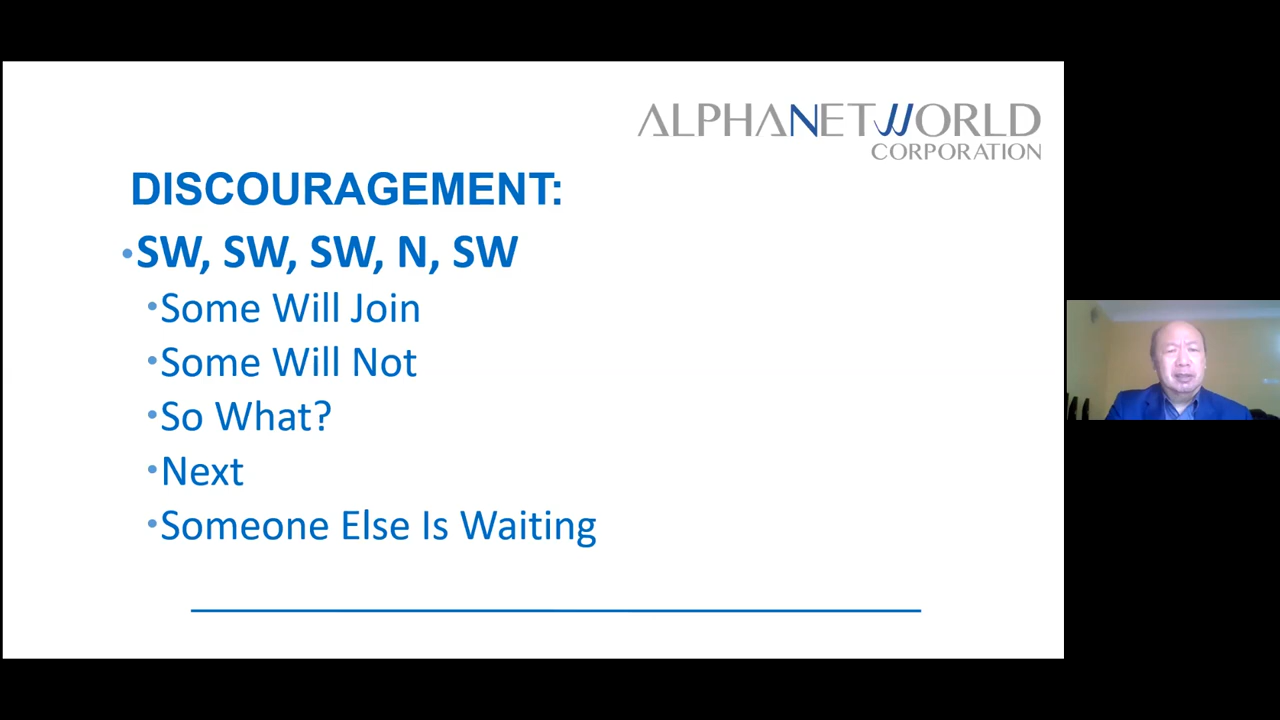 ALPHANETWORLD
CORPORATION
DISCOURAGEMENT:
•SW, SW, SW, N, SW
•Some Will Join
•Some Will Not
•So What?
•Next
•Someone Else Is Waiting